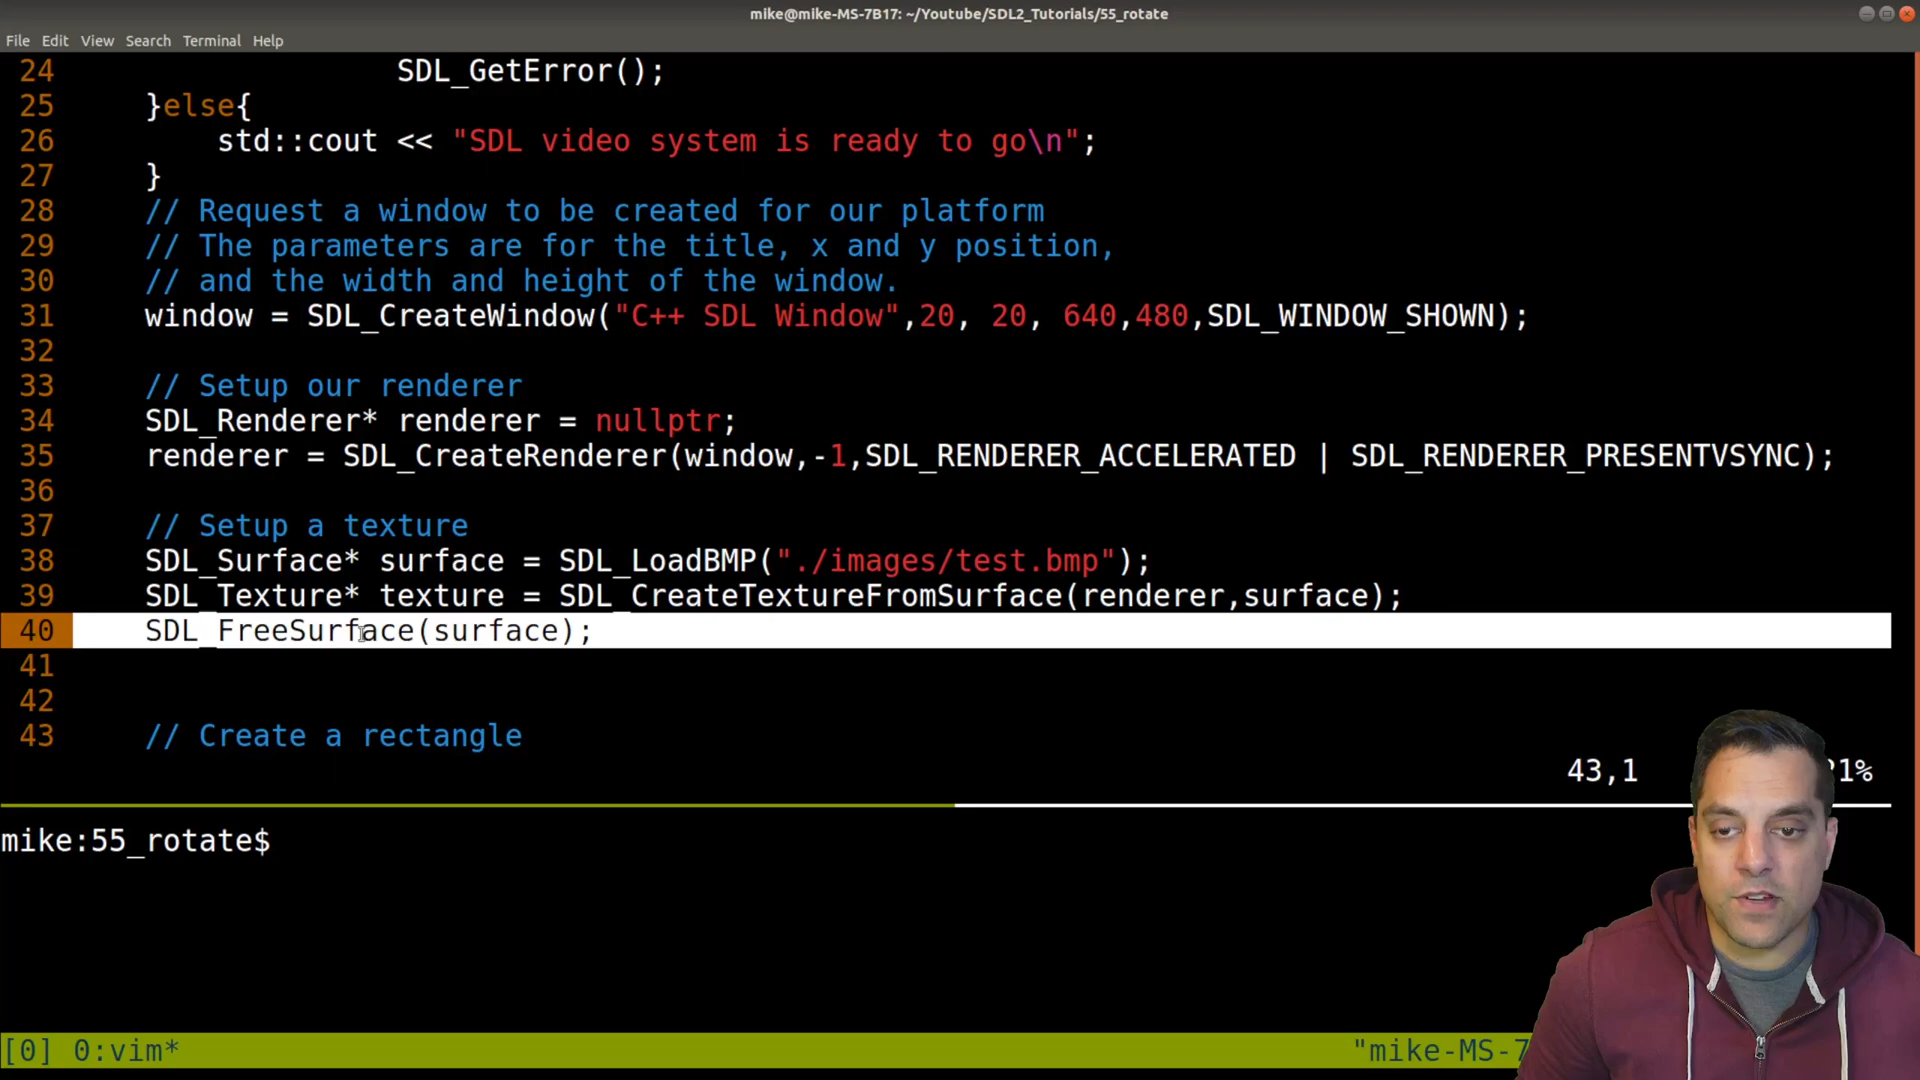 mike@mike-MS-7B17: ~/Youtube/SDL2_Tutorials/55_rotate
File Edit View Search Terminal Help
24 SDL_GetError();
25 }else{
26 std::cout << "SDL video system is ready to go\n";
27 }
28 // Request a window to be created for our platform
29 // The parameters are for the title, x and y position,
30 // and the width and height of the window.
31 window = SDL_CreateWindow("C++ SDL Window",20, 20, 640,480,SDL_WINDOW_SHOWN);
32
33 // Setup our renderer
34 SDL_Renderer* renderer = nullptr;
35 renderer = SDL_CreateRenderer(window,-1,SDL_RENDERER_ACCELERATED | SDL_RENDERER_PRESENTVSYNC);
36
37 // Setup a texture
38 SDL_Surface* surface = SDL_LoadBMP("./images/test.bmp");
39 SDL_Texture* texture = SDL_CreateTextureFromSurface(renderer,surface);
40 SDL_FreeSurface(surface);
41
42
43 // Create a rectangle
43,1
mike:55_rotate$
[0] 0:vim* "mike-MS-7